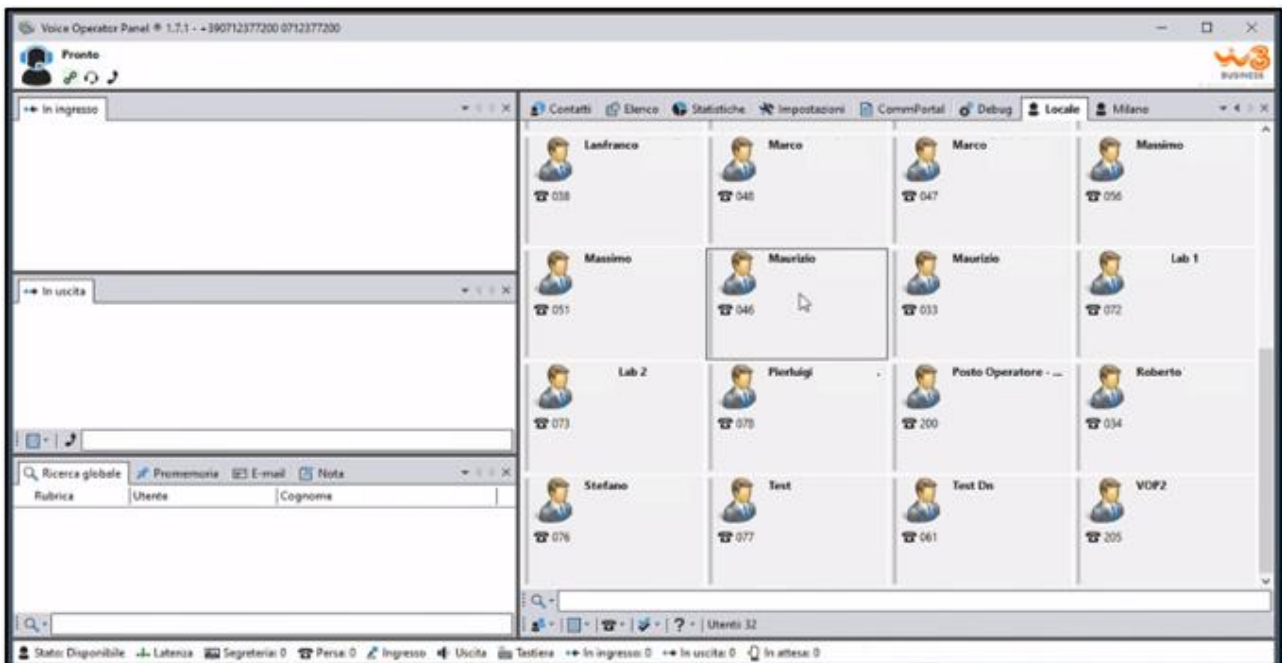 Voice Operator Panel ® 1.7.1 - +390712377200 0712377200
Pronto
W3
BUSINESS
In ingresso
Contatti Elenco Statistiche Impostazioni CommPortal Debug Locale Milano
Lanfranco Marco Marco Massimo
038 048 047 056
Massimo Maurizio Maurizio Lab 1
In uscita
051 046 033 072
Lab 2 Pierluigi . Posto Operatore - ...
Roberto
073 078 200 034
Ricerca globale Promemoria E-mail Nota
Rubrica Utente Cognome
Stefano Test Test Dn VOP2
076 077 061 205
Utenti 32
Stato: Disponibile Latenza Segreteria: 0 Persa: 0 Ingresso Uscita Tastiera In ingresso: 0 In uscita: 0 In attesa: 0